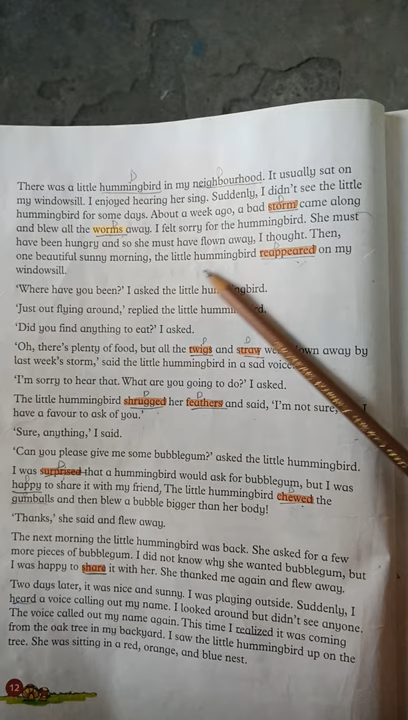 There was a little hummingbird in my neighbourhood. It usually sat on
my windowsill. I enjoyed hearing her sing. Suddenly, I didn't see the little
hummingbird for some days. About a week ago, a bad storm came along
and blew all the worms away. I felt sorry for the hummingbird. She must
have been hungry and so she must have flown away, I thought. Then,
one beautiful sunny morning, the little hummingbird reappeared on my
windowsill.
'Where have you been?' I asked the little hummingbird.
'Just out flying around,' replied the little hummingbird.
'Did you find anything to eat?' I asked.
'Oh, there's plenty of food, but all the twigs and straw were blown away by
last week's storm,' said the little hummingbird in a sad voice.
'I'm sorry to hear that. What are you going to do?' I asked.
The little hummingbird shrugged her feathers and said, 'I'm not sure, I
have a favour to ask of you.'
'Sure, anything,' I said.
'Can you please give me some bubblegum?' asked the little hummingbird.
I was surprised that a hummingbird would ask for bubblegum, but I was
happy to share it with my friend. The little hummingbird chewed the
gumballs and then blew a bubble bigger than her body!
'Thanks,' she said and flew away.
The next morning the little hummingbird was back. She asked for a few
more pieces of bubblegum. I did not know why she wanted bubblegum, but
I was happy to share it with her. She thanked me again and flew away.
Two days later, it was nice and sunny. I was playing outside. Suddenly, I
heard a voice calling out my name. I looked around but didn't see anyone.
The voice called out my name again. This time I realized it was coming
from the oak tree in my backyard. I saw the little hummingbird up on the
tree. She was sitting in a red, orange, and blue nest.
12